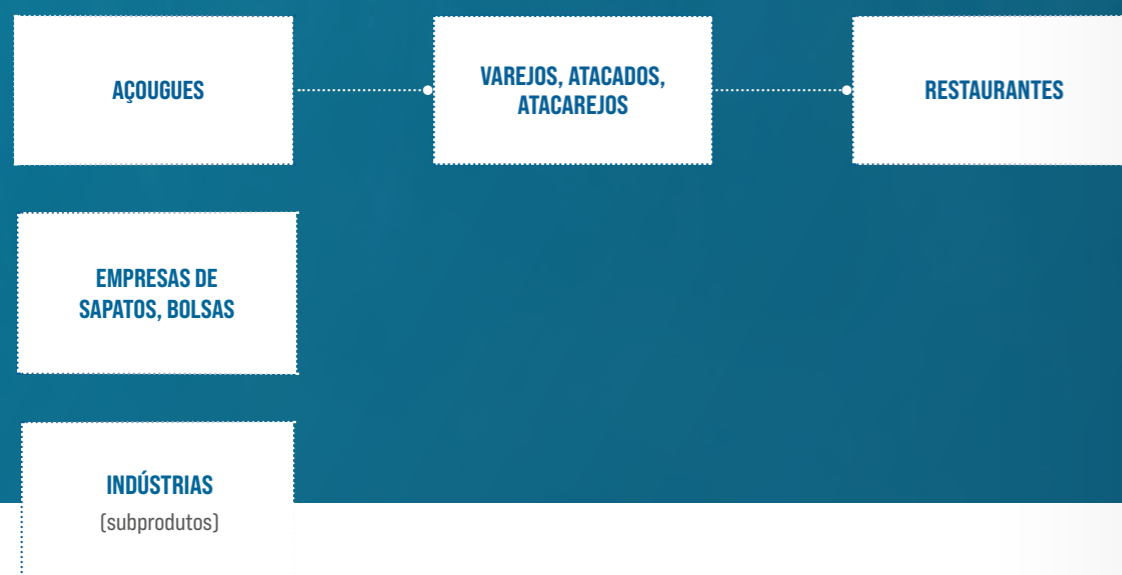 AÇOUGUES
VAREJOS, ATACADOS,
ATACAREJOS
RESTAURANTES
EMPRESAS DE
SAPATOS, BOLSAS
INDÚSTRIAS
(subprodutos)